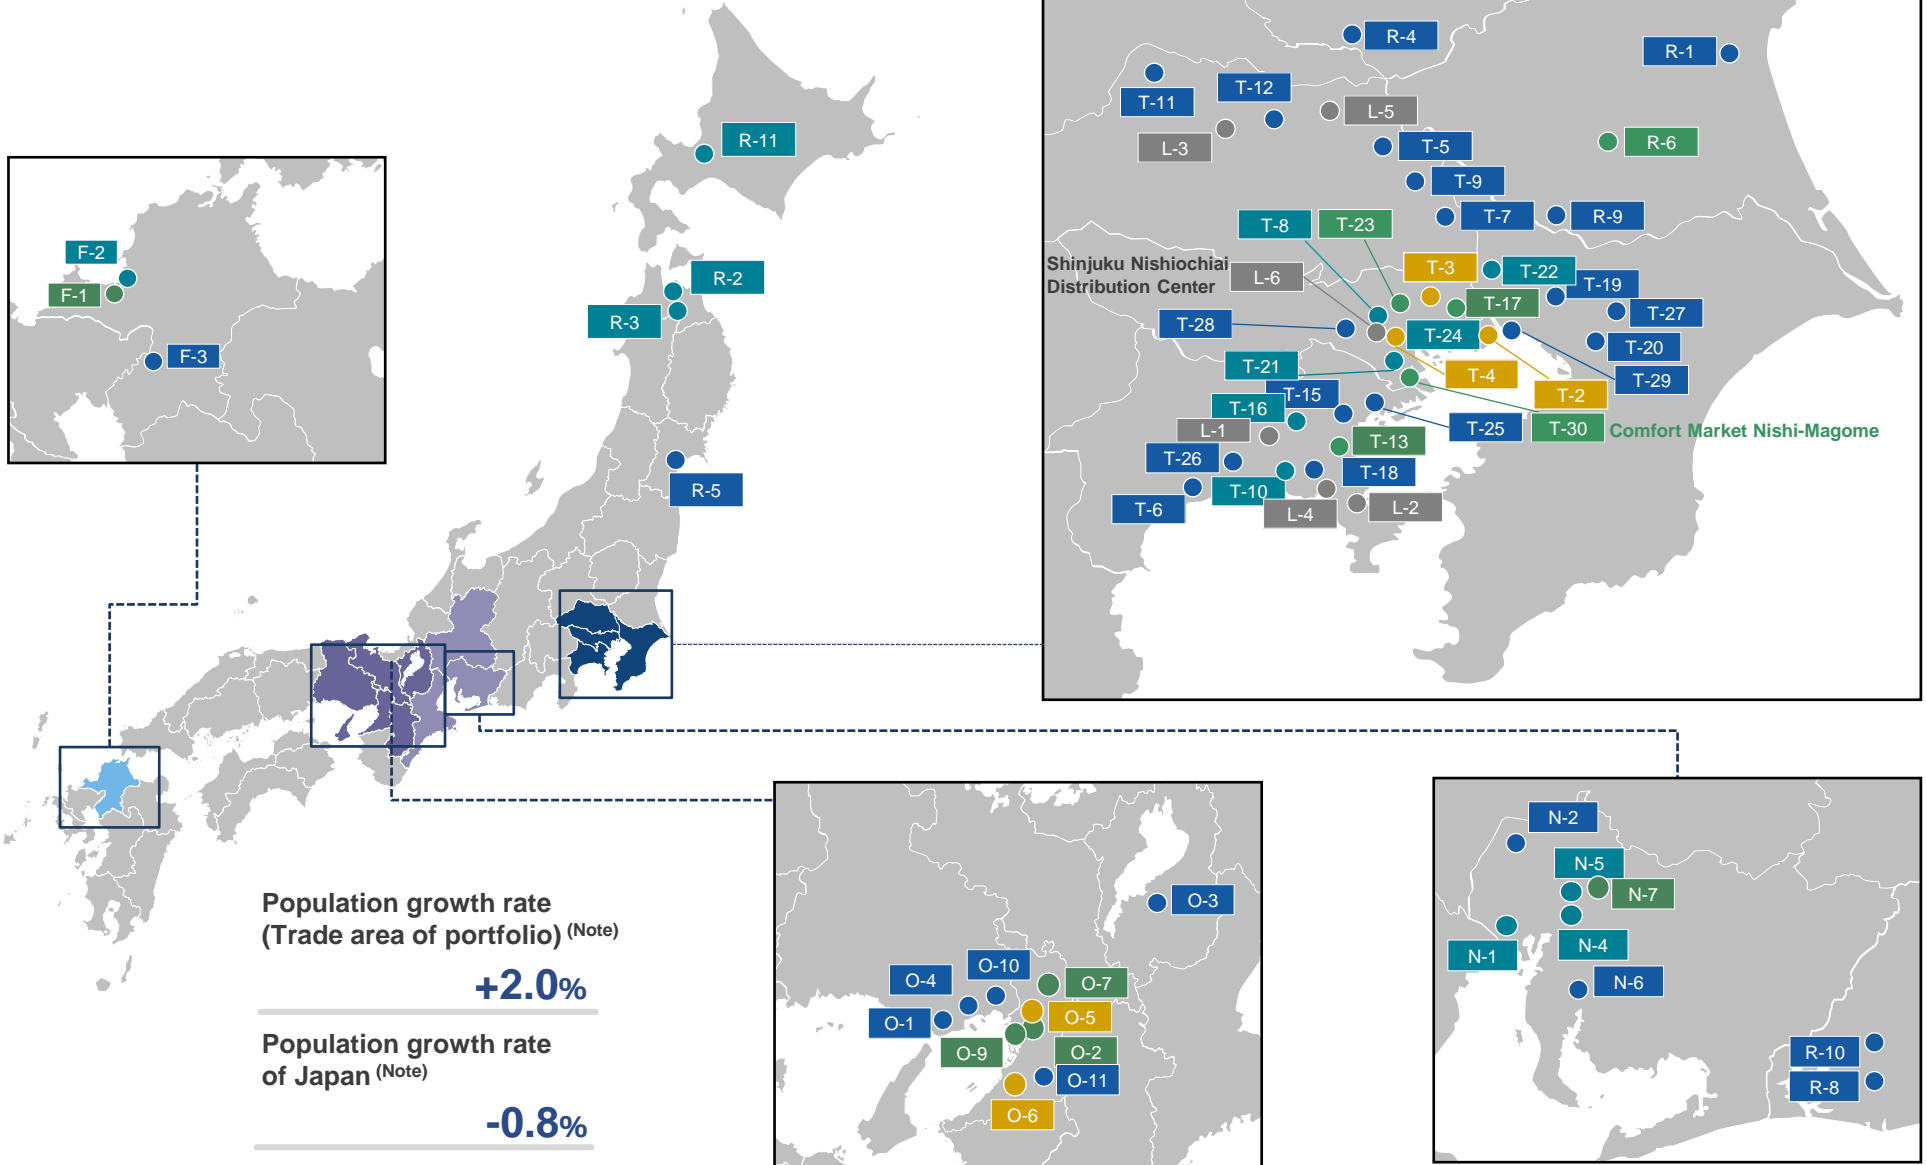 R-11
R-2
R-3
R-5
F-2
F-1
F-3
R-4
R-1
T-12
T-11
L-5
L-3
T-5
R-6
T-9
T-8
T-23
T-7
R-9
Shinjuku Nishiochiai
Distribution Center
L-6
T-3
T-22
T-19
T-17
T-27
T-28
T-24
T-20
T-21
T-4
T-29
T-15
T-2
T-16
L-1
T-25
T-30
Comfort Market Nishi-Magome
T-13
T-26
T-18
T-10
T-6
L-4
L-2
Population growth rate
(Trade area of portfolio) (Note)
+2.0%
Population growth rate
of Japan (Note)
-0.8%
O-3
O-10
O-4
O-7
O-1
O-5
O-9
O-2
O-11
O-6
N-2
N-5
N-7
N-4
N-1
N-6
R-10
R-8